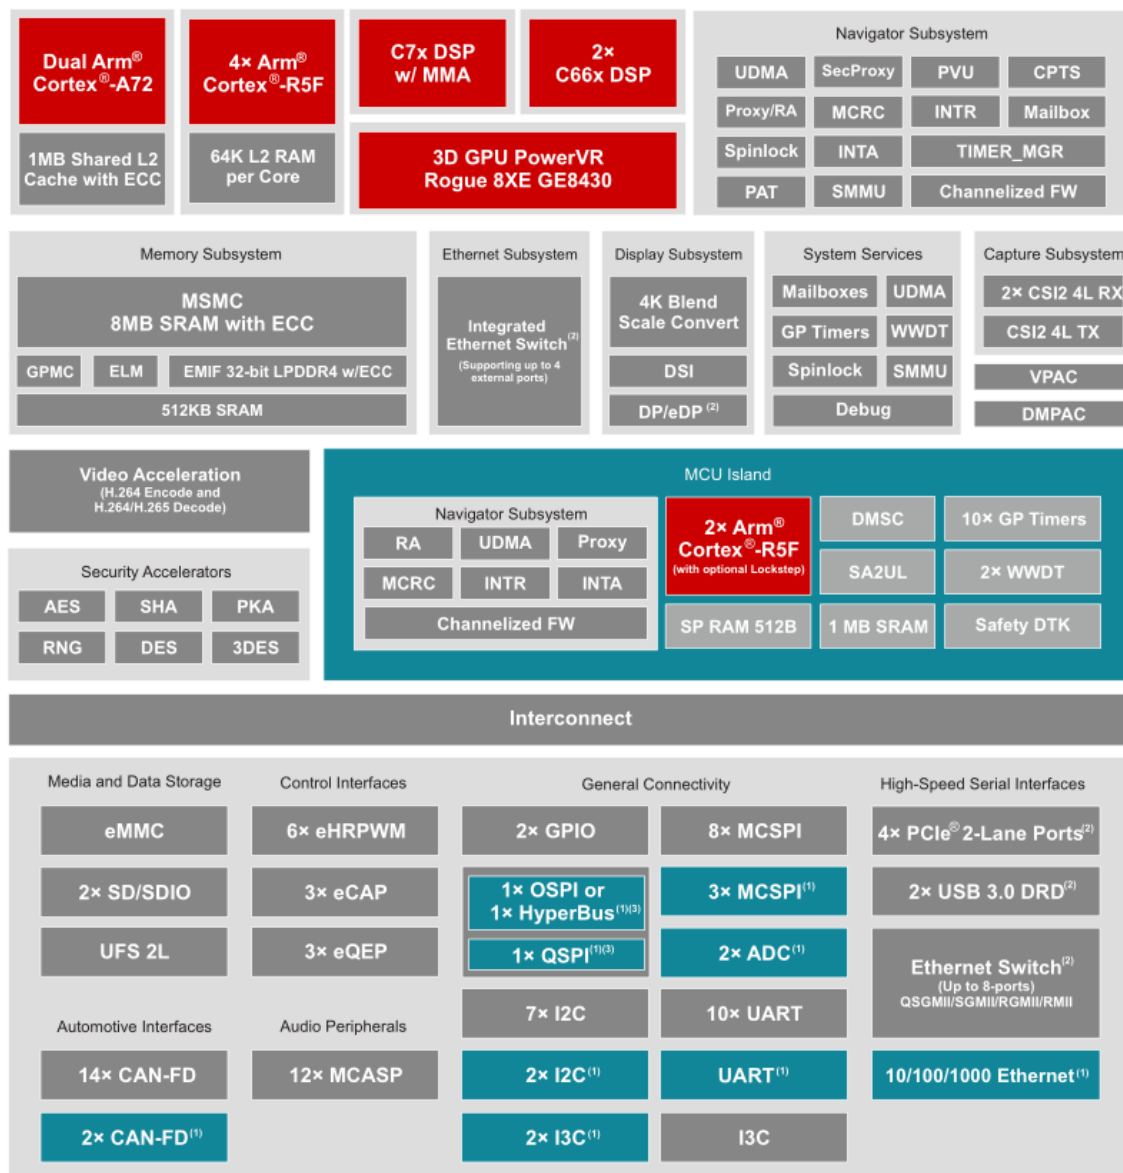 Dual Arm®
Cortex®-A72
1MB Shared L2
Cache with ECC
4× Arm®
Cortex®-R5F
64K L2 RAM
per Core
C7x DSP
w/ MMA
2×
C66x DSP
3D GPU PowerVR
Rogue 8XE GE8430
Navigator Subsystem
UDMA
SecProxy
PVU
CPTS
Proxy/RA
MCRC
INTR
Mailbox
Spinlock
INTA
TIMER_MGR
PAT
SMMU
Channelized FW
Memory Subsystem
MSMC
8MB SRAM with ECC
GPMC
ELM
EMIF 32-bit LPDDR4 w/ECC
512KB SRAM
Ethernet Subsystem
Integrated
Ethernet Switch(2)
(Supporting up to 4
external ports)
Display Subsystem
4K Blend
Scale Convert
DSI
DP/eDP (2)
System Services
Mailboxes
UDMA
GP Timers
WWDT
Spinlock
SMMU
Debug
Capture Subsystem
2× CSI2 4L RX
CSI2 4L TX
VPAC
DMPAC
Video Acceleration
(H.264 Encode and
H.264/H.265 Decode)
Security Accelerators
AES
SHA
PKA
RNG
DES
3DES
MCU Island
Navigator Subsystem
RA
UDMA
Proxy
MCRC
INTR
INTA
Channelized FW
2× Arm®
Cortex®-R5F
(with optional Lockstep)
SP RAM 512B
DMSC
10× GP Timers
SA2UL
2× WWDT
1 MB SRAM
Safety DTK
Interconnect
Media and Data Storage
eMMC
2× SD/SDIO
UFS 2L
Automotive Interfaces
14× CAN-FD
2× CAN-FD(1)
Control Interfaces
6× eHRPWM
3× eCAP
3× eQEP
Audio Peripherals
12× MCASP
General Connectivity
2× GPIO
8× MCSPI
1× OSPI or
1× HyperBus(1)(3)
1× QSPI(1)(3)
3× MCSPI(1)
2× ADC(1)
7× I2C
10× UART
2× I2C(1)
UART(1)
2× I3C(1)
I3C
High-Speed Serial Interfaces
4× PCIe® 2-Lane Ports(2)
2× USB 3.0 DRD(2)
Ethernet Switch(2)
(Up to 8-ports)
QSGMII/SGMII/RGMII/RMII
10/100/1000 Ethernet(1)